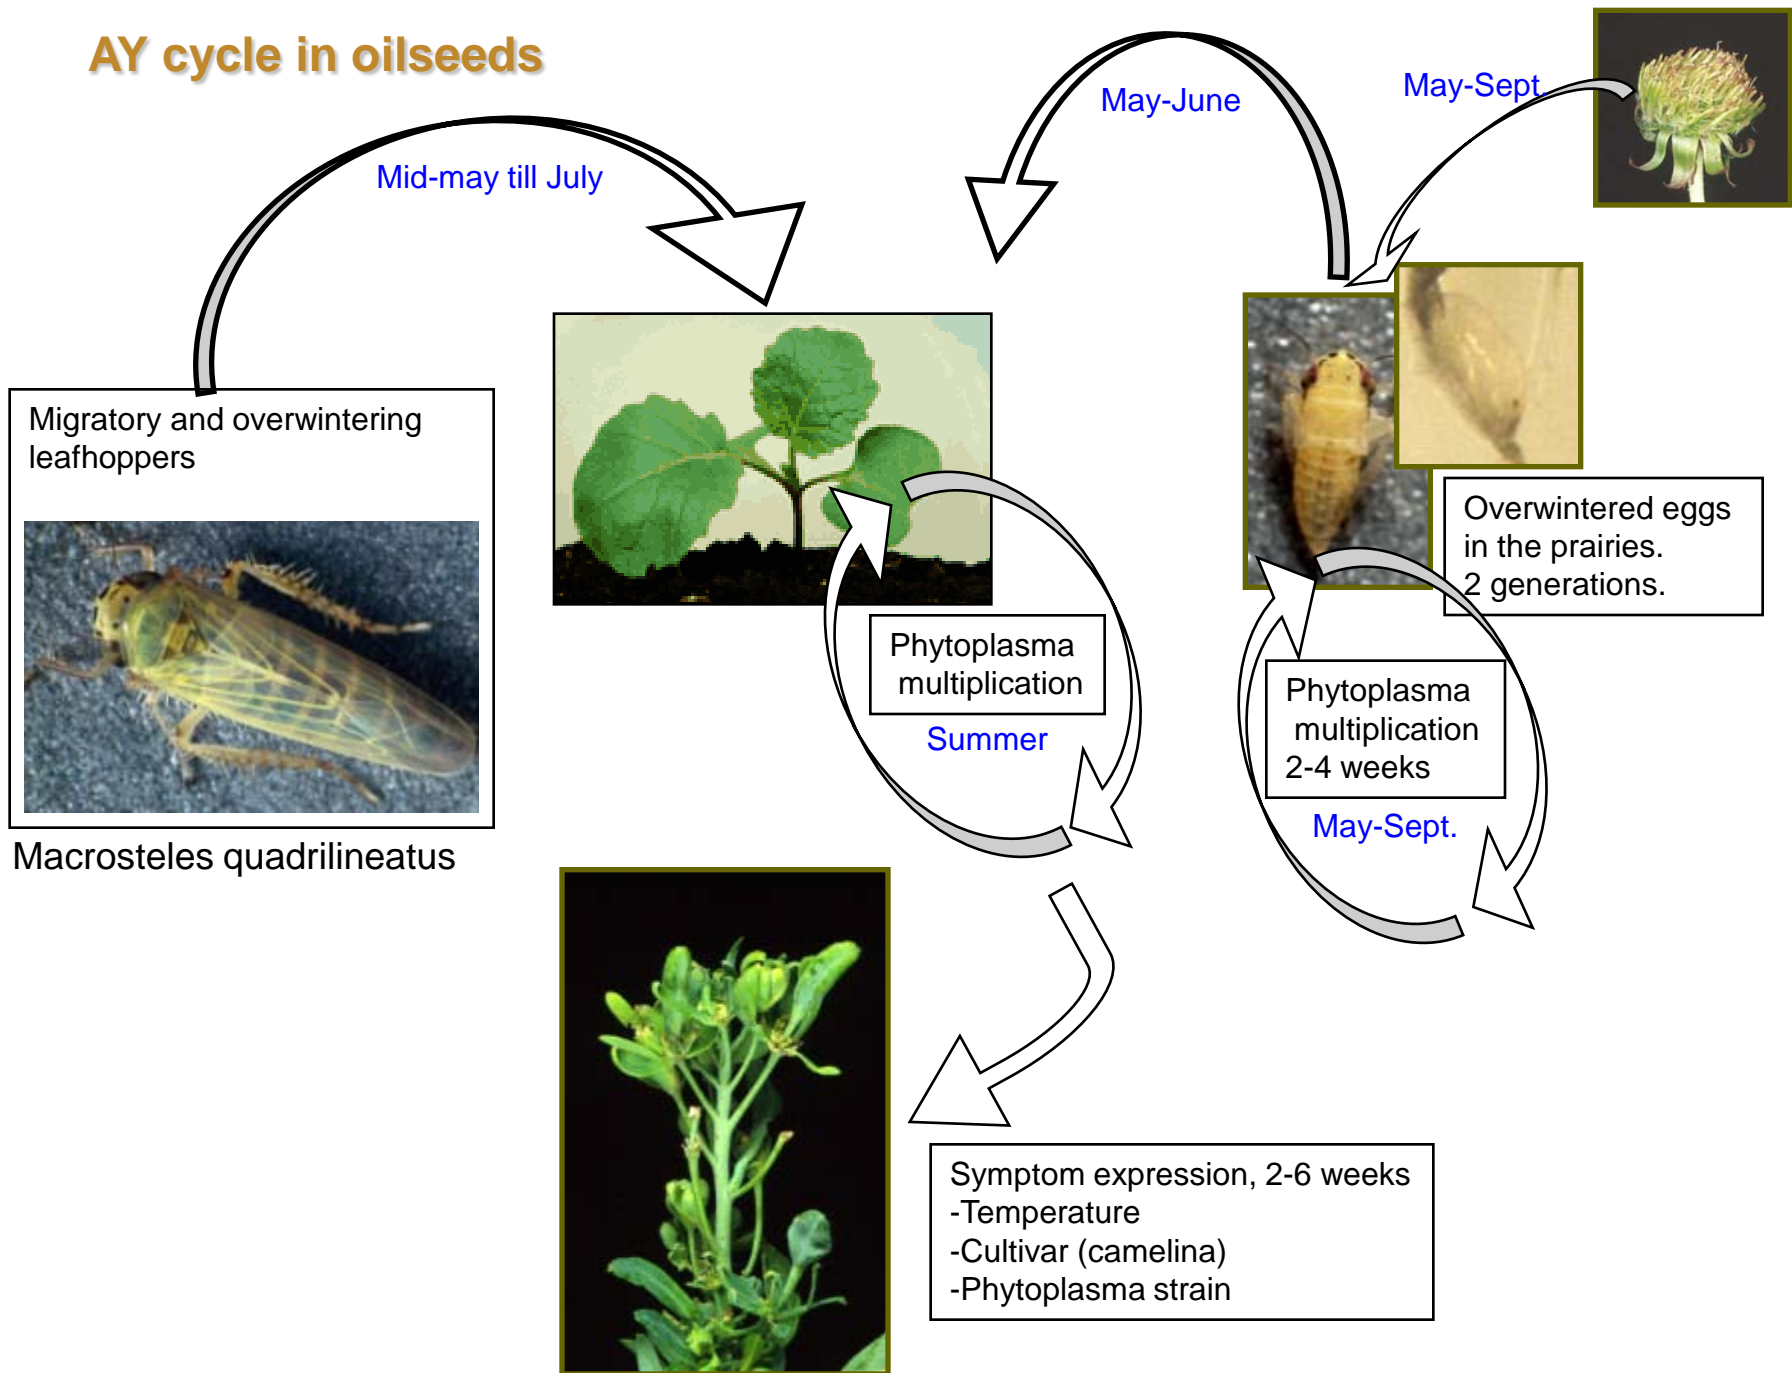 AY cycle in oilseeds
May-June
May-Sept.
Mid-may till July
Migratory and overwintering
leafhoppers
Macrosteles quadrilineatus
Overwintered eggs
in the prairies.
2 generations.
Phytoplasma
multiplication
Summer
Phytoplasma
multiplication
2-4 weeks
May-Sept.
Symptom expression, 2-6 weeks
-Temperature
-Cultivar (camelina)
-Phytoplasma strain